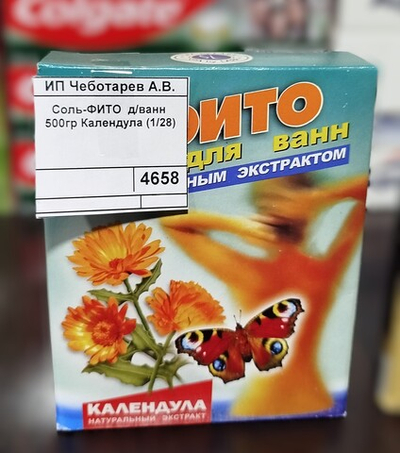 Colgate
ИП Чеботарев А.В.
Соль-ФИТО д/ванн
500гр Календула (1/28)
4658
ФИТО
для ванн
ным экстрактом
КАЛЕНДУЛА
НАТУРАЛЬНЫЙ ЭКСТРАКТ